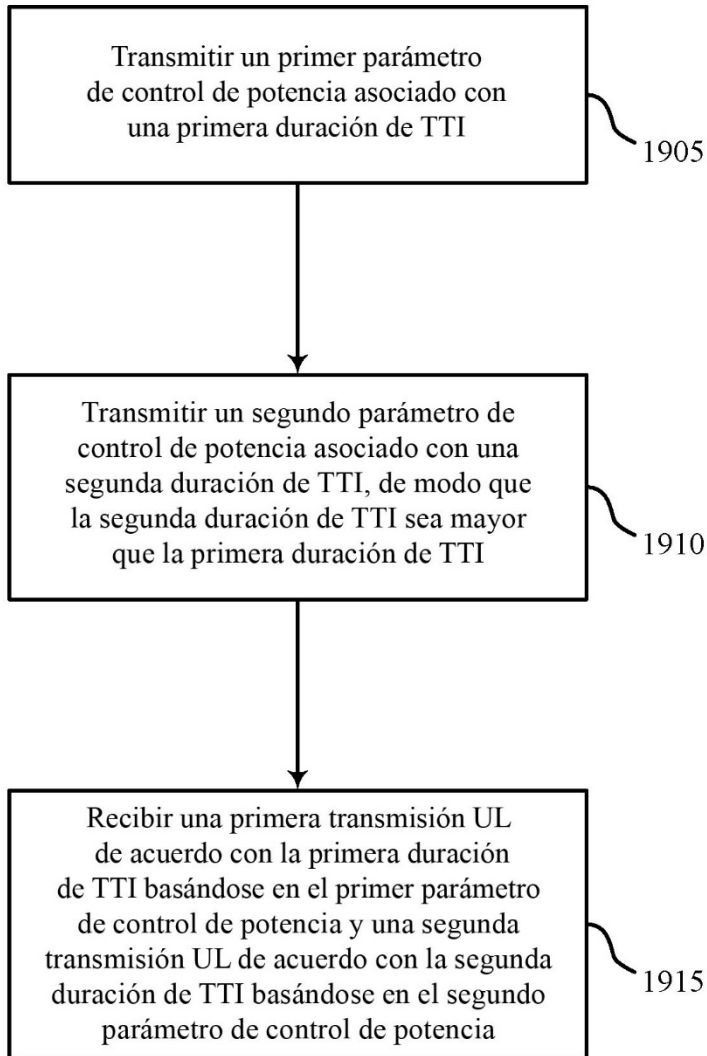 Transmitir un primer parámetro
de control de potencia asociado con
una primera duración de TTI
1905
Transmitir un segundo parámetro de
control de potencia asociado con una
segunda duración de TTI, de modo que
la segunda duración de TTI sea mayor
que la primera duración de TTI
1910
Recibir una primera transmisión UL
de acuerdo con la primera duración
de TTI basándose en el primer parámetro
de control de potencia y una segunda
transmisión UL de acuerdo con la segunda
duración de TTI basándose en el segundo
parámetro de control de potencia
1915